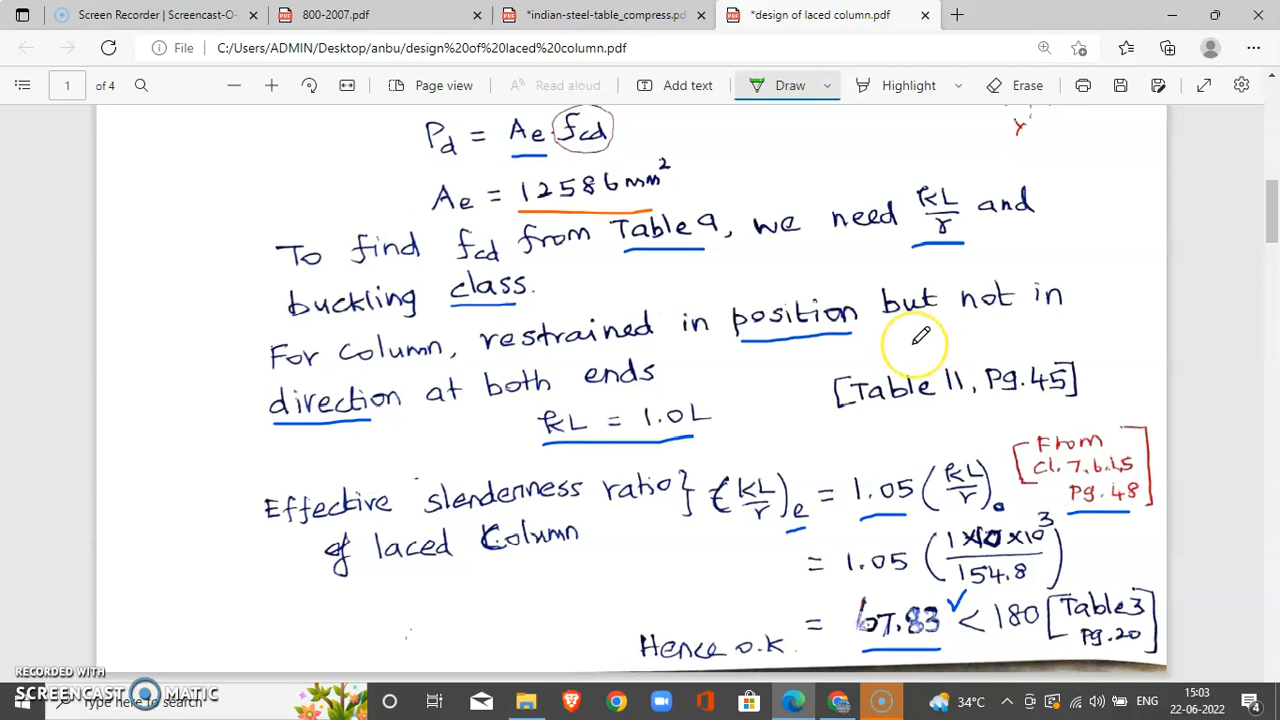 Screen Recorder | Screencast-O-
800-2007.pdf
*indian-steel-table_compress.pd
*design of laced column.pdf
File
C:/Users/ADMIN/Desktop/anbu/design%20of%20laced%20column.pdf
1 of 4
Page view
Read aloud
Add text
Draw
Highlight
Erase
Pd = Ae.fcd
Y
Ae = 12586mm²
To find fcd from Table 9, we need KL/r and
buckling class.
For column, restrained in position but not in
direction at both ends
[Table 11, Pg.45]
KL = 1.0L
Effective slenderness ratio} (KL/r)e = 1.05 (KL/r)o
[From
Cl.7.6.1.5
Pg.48]
of laced Column
= 1.05 (1x10x10³/154.8)
= 67.83 ✓ < 180 [Table 3
Pg.20]
Hence o.k.
RECORDED WITH
SCREENCAST MATIC
Type here to search
34°C
ENG
15:03
22-06-2022
4